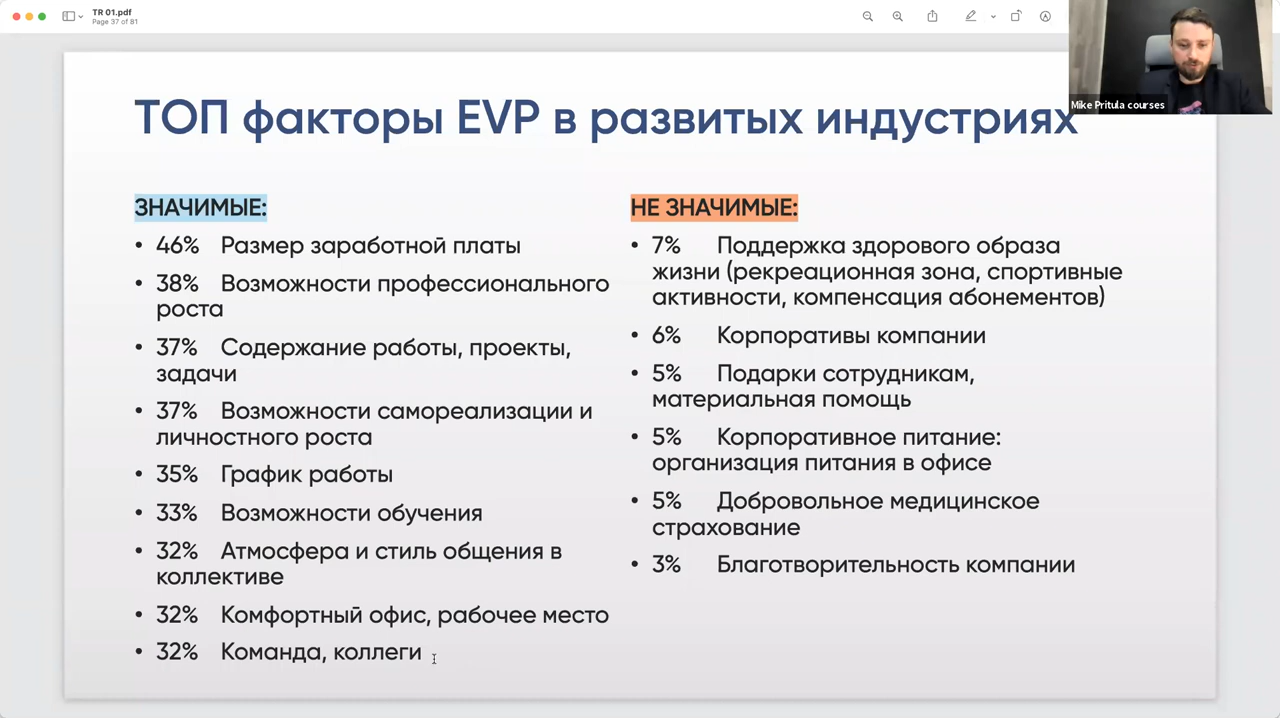 TR 01.pdf
Page 37 of 81
Mike Pritula courses
ТОП факторы EVP в развитых индустриях
ЗНАЧИМЫЕ:
• 46% Размер заработной платы
• 38% Возможности профессионального
роста
• 37% Содержание работы, проекты,
задачи
• 37% Возможности самореализации и
личностного роста
• 35% График работы
• 33% Возможности обучения
• 32% Атмосфера и стиль общения в
коллективе
• 32% Комфортный офис, рабочее место
• 32% Команда, коллеги
НЕ ЗНАЧИМЫЕ:
• 7% Поддержка здорового образа
жизни (рекреационная зона, спортивные
активности, компенсация абонементов)
• 6% Корпоративы компании
• 5% Подарки сотрудникам,
материальная помощь
• 5% Корпоративное питание:
организация питания в офисе
• 5% Добровольное медицинское
страхование
• 3% Благотворительность компании